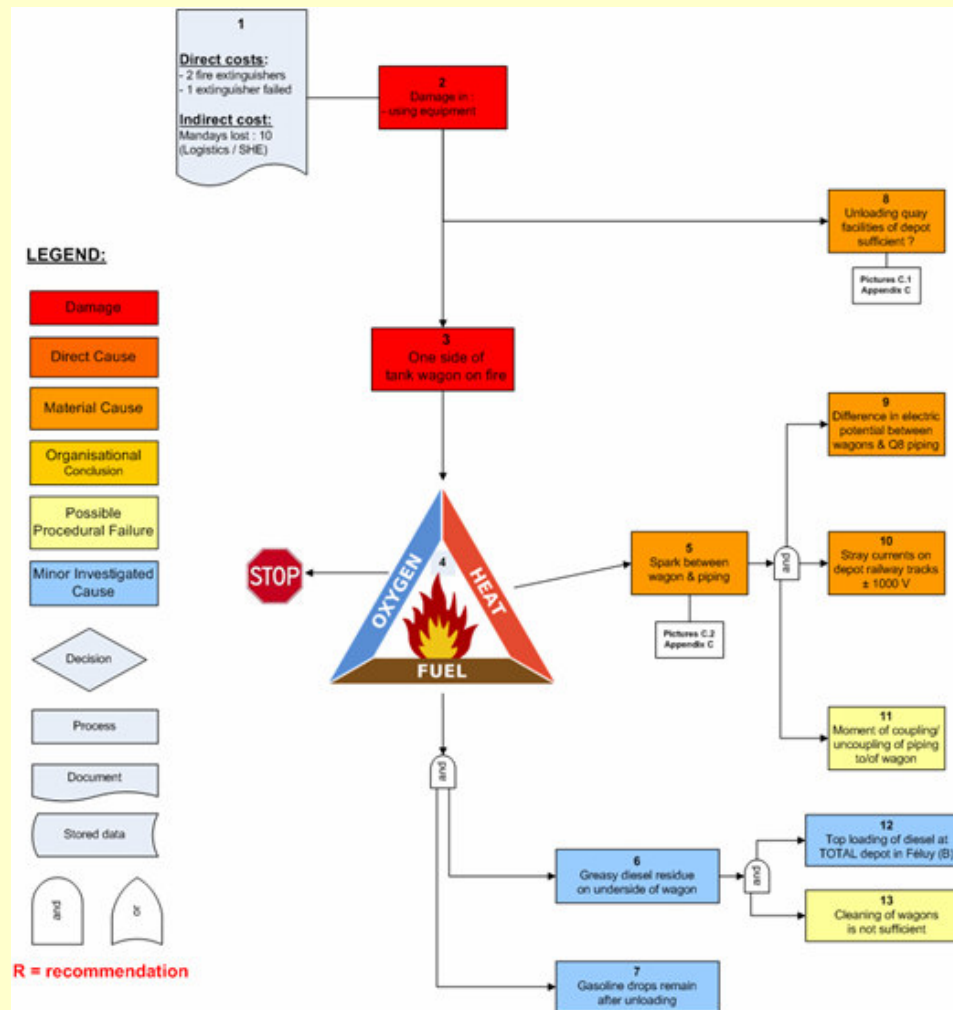 1
Direct costs:
- 2 fire extinguishers
- 1 extinguisher failed
Indirect cost:
Mandays lost : 10
(Logistics / SHE)
2
Damage in :
- using equipment
8
Unloading quay
facilities of depot
sufficient ?
Pictures C.1
Appendix C
LEGEND:
Damage
Direct Cause
Material Cause
Organisational
Conclusion
Possible
Procedural Failure
Minor Investigated
Cause
Decision
Process
Document
Stored data
and
or
R = recommendation
3
One side of
tank wagon on fire
STOP
4
OXYGEN
HEAT
FUEL
5
Spark between
wagon & piping
Pictures C.2
Appendix C
and
9
Difference in electric
potential between
wagons & Q8 piping
10
Stray currents on
depot railway tracks
± 1000 V
11
Moment of coupling/
uncoupling of piping
to/of wagon
and
6
Greasy diesel residue
on underside of wagon
and
12
Top loading of diesel at
TOTAL depot in Féluy (B)
13
Cleaning of wagons
is not sufficient
7
Gasoline drops remain
after unloading